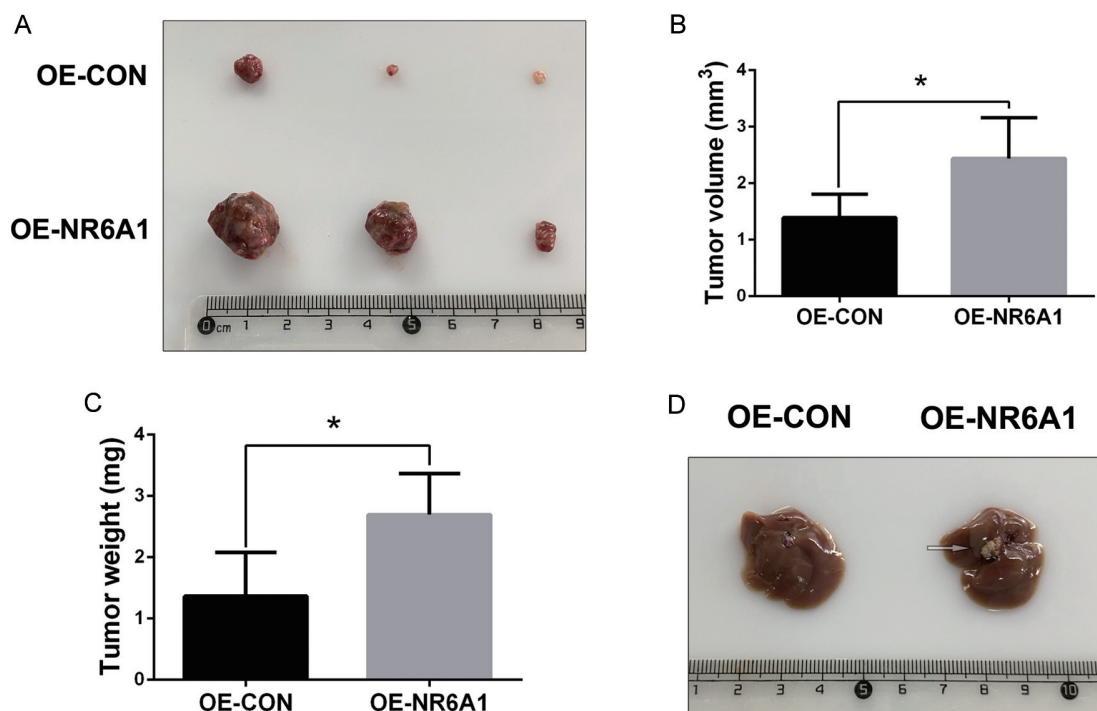 A
OE-CON
OE-NR6A1
0 cm 1 2 3 4 5 6 7 8 9
B
Tumor volume (mm³)
4
3
2
1
0
*
OE-CON OE-NR6A1
C
Tumor weight (mg)
4
3
2
1
0
*
OE-CON OE-NR6A1
D
OE-CON OE-NR6A1
1 2 3 4 5 6 7 8 9 10